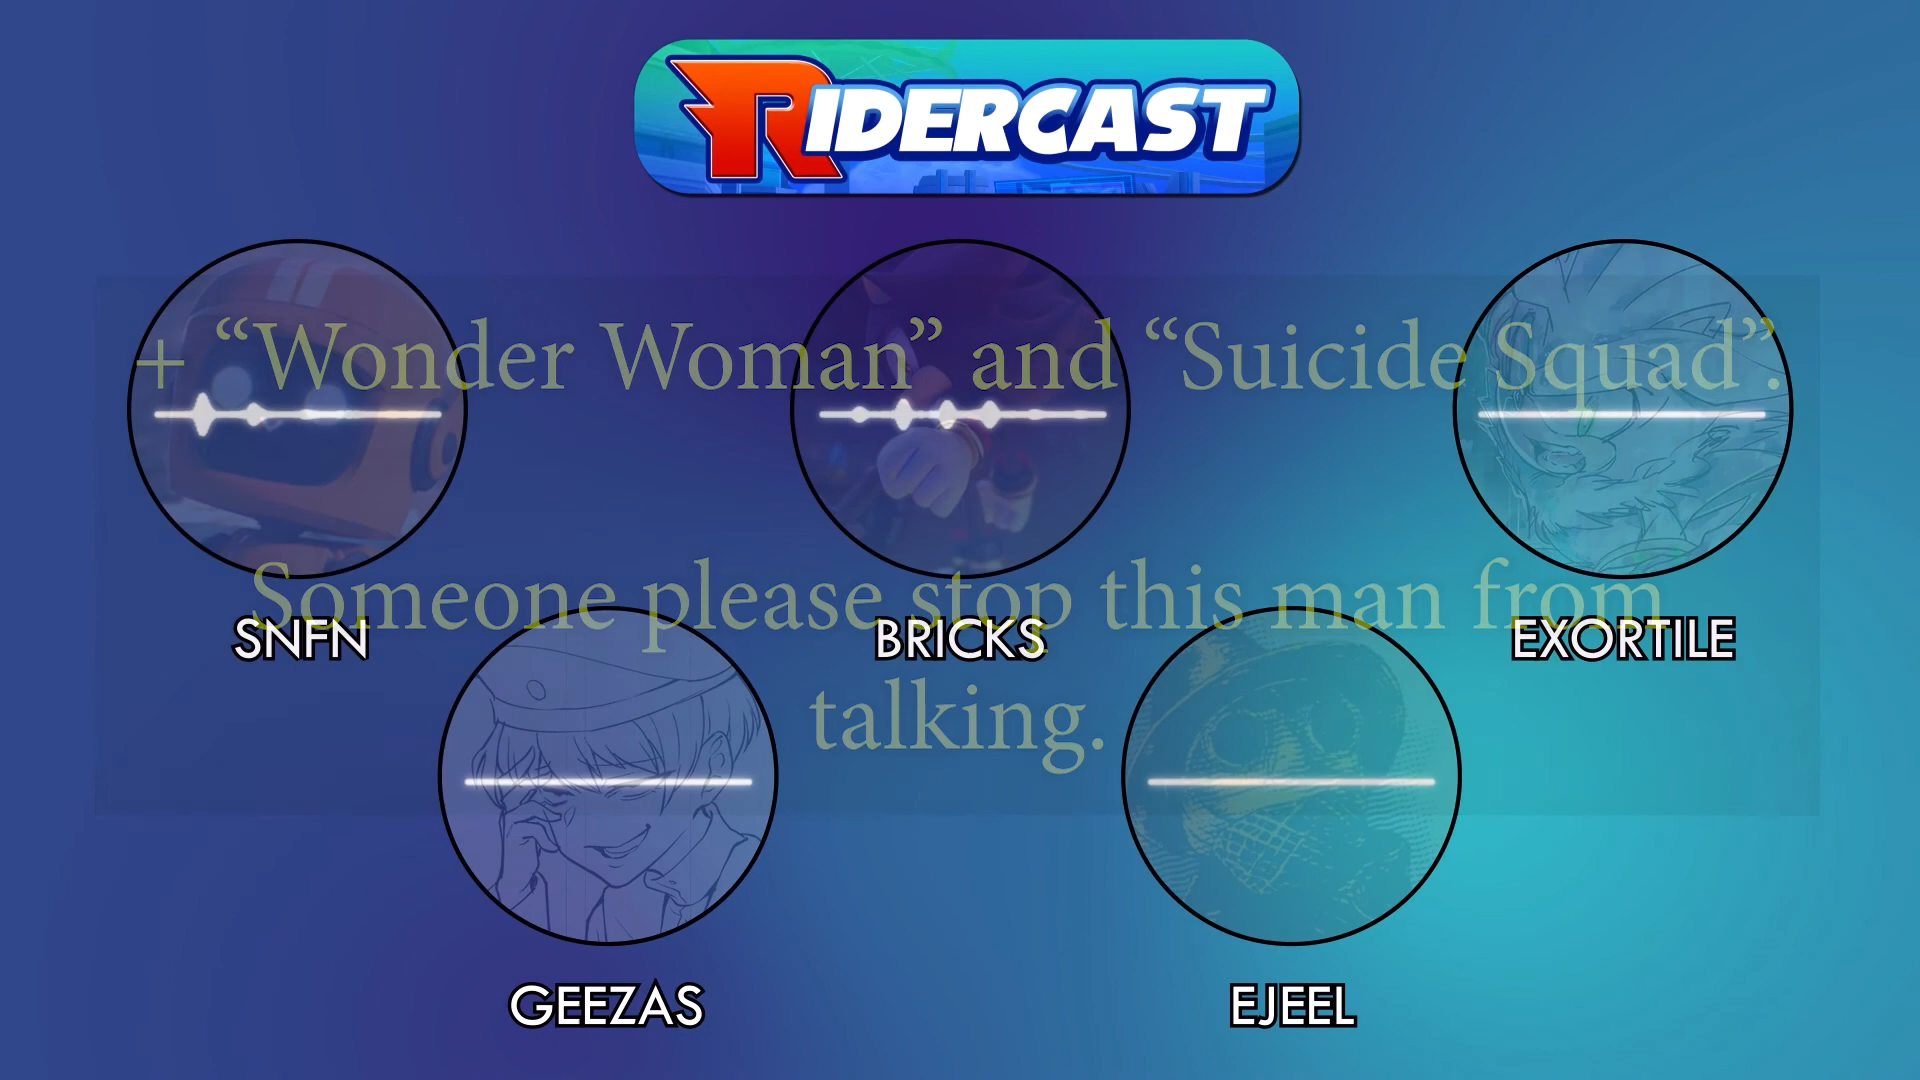 RIDERCAST
+ “Wonder Woman” and “Suicide Squad”.
Someone please stop this man from
talking.
SNFN
BRICKS
EXORTILE
GEEZAS
EJEEL